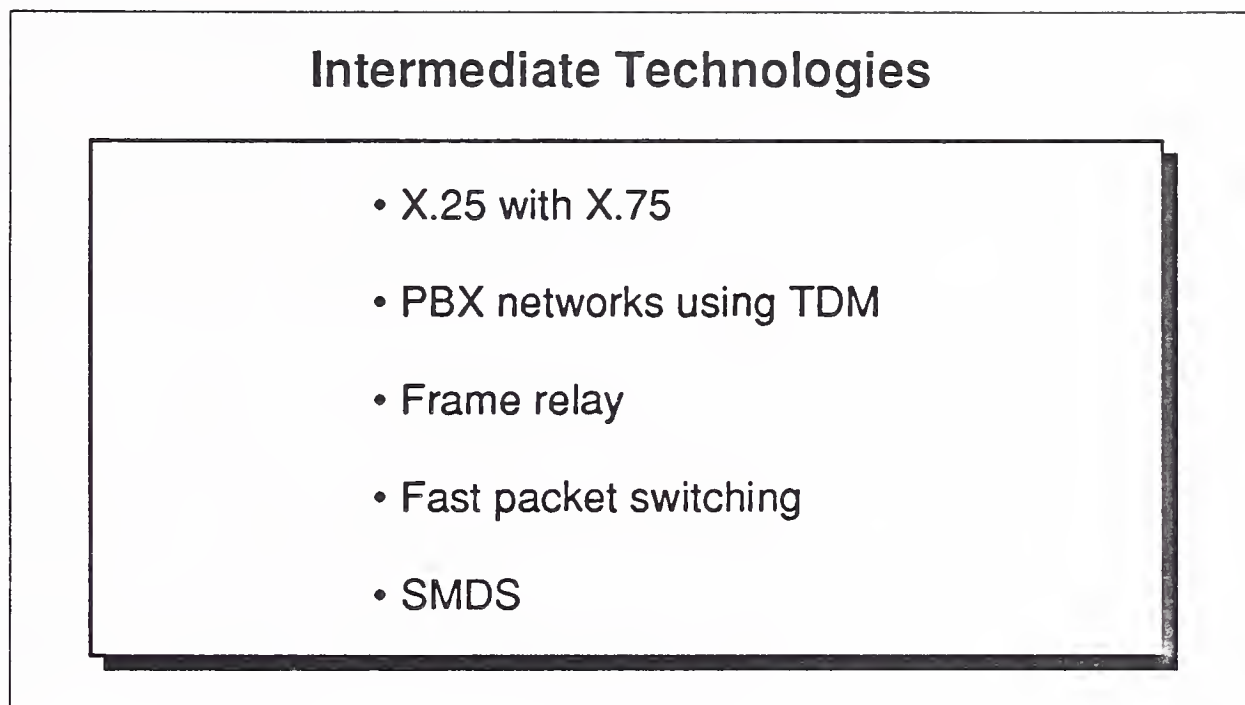 Intermediate Technologies
• X.25 with X.75
• PBX networks using TDM
• Frame relay
• Fast packet switching
• SMDS